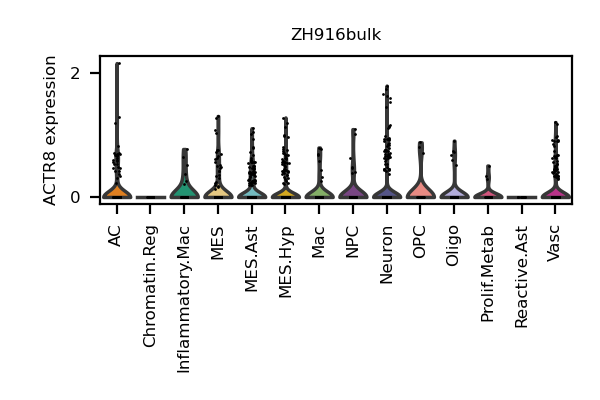 ZH916bulk
ACTR8 expression
2
0
AC
Chromatin.Reg
Inflammatory.Mac
MES
MES.Ast
MES.Hyp
Mac
NPC
Neuron
OPC
Oligo
Prolif.Metab
Reactive.Ast
Vasc